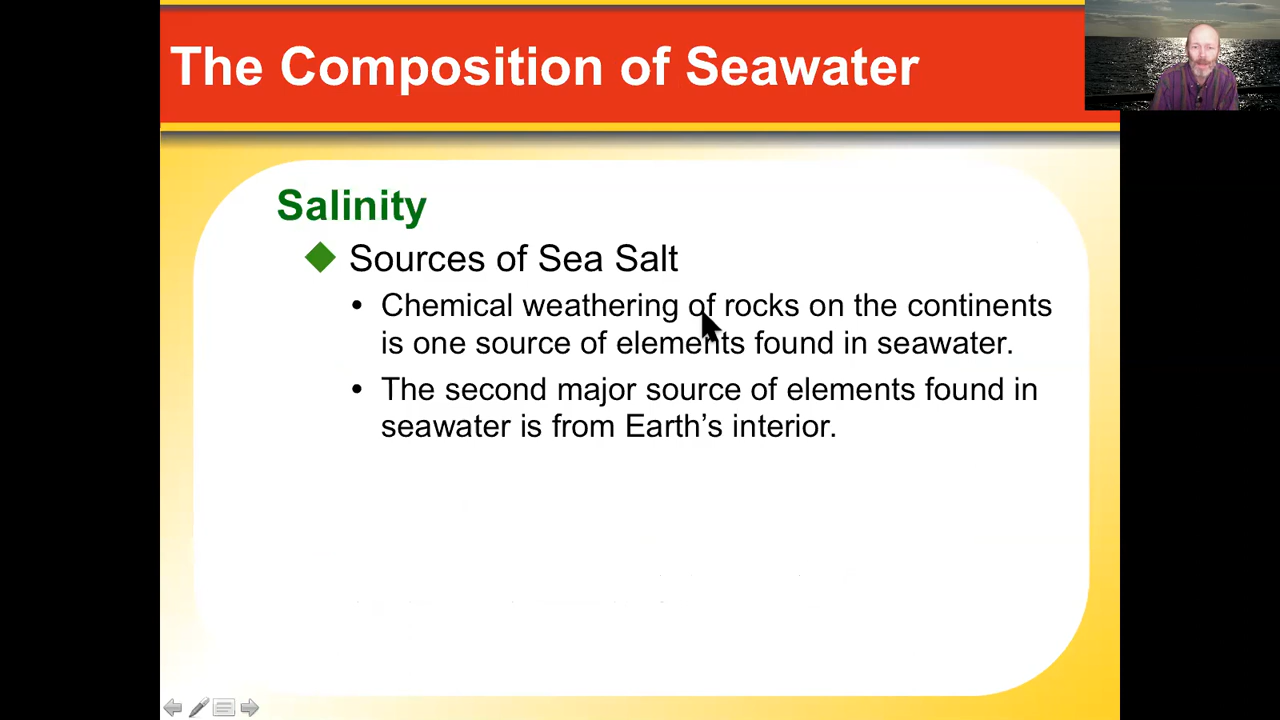 The Composition of Seawater
Salinity
Sources of Sea Salt
• Chemical weathering of rocks on the continents
is one source of elements found in seawater.
• The second major source of elements found in
seawater is from Earth’s interior.